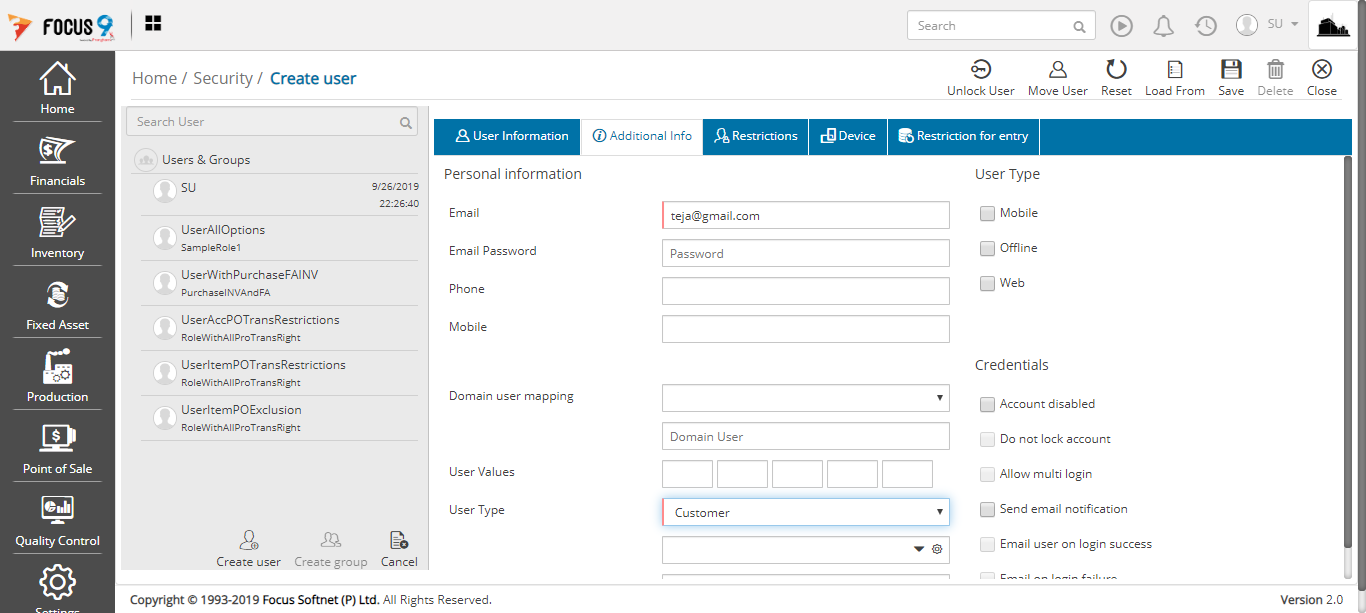 FOCUS 9
Search
SU
Home / Security / Create user
Unlock User
Move User
Reset
Load From
Save
Delete
Close
Home
Financials
Inventory
Fixed Asset
Production
Point of Sale
Quality Control
Settings
Search User
Users & Groups
SU
9/26/2019
22:26:40
UserAllOptions
SampleRole1
UserWithPurchaseFAINV
PurchaseINVAndFA
UserAccPOTransRestrictions
RoleWithAllProTransRight
UserItemPOTransRestrictions
RoleWithAllProTransRight
UserItemPOExclusion
RoleWithAllProTransRight
Create user
Create group
Cancel
User Information
Additional Info
Restrictions
Device
Restriction for entry
Personal information
Email
teja@gmail.com
Email Password
Password
Phone
Mobile
Domain user mapping
Domain User
User Values
User Type
Customer
User Type
Mobile
Offline
Web
Credentials
Account disabled
Do not lock account
Allow multi login
Send email notification
Email user on login success
Email on login failure
Copyright © 1993-2019 Focus Softnet (P) Ltd. All Rights Reserved.
Version 2.0